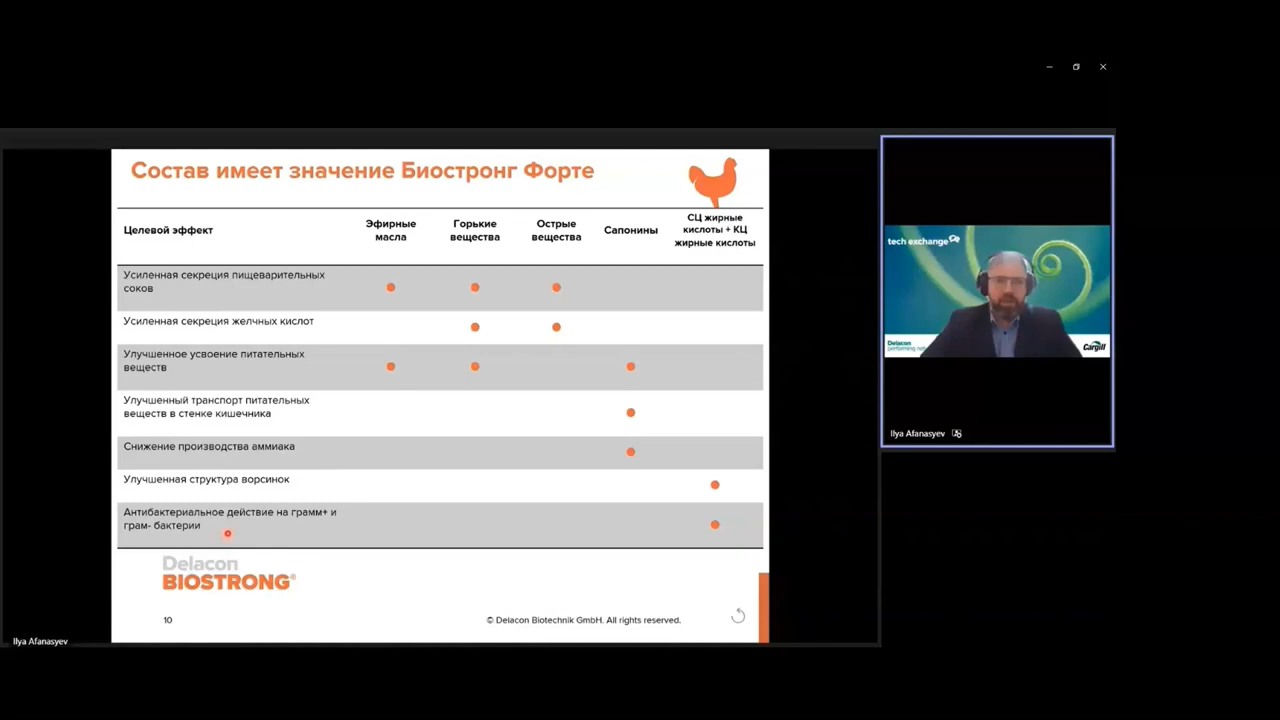 Состав имеет значение Биостронг Форте
Целевой эффект
Эфирные
масла
Горькие
вещества
Острые
вещества
Сапонины
СЦ жирные
кислоты + КЦ
жирные кислоты
Усиленная секреция пищеварительных
соков
Усиленная секреция желчных кислот
Улучшенное усвоение питательных
веществ
Улучшенный транспорт питательных
веществ в стенке кишечника
Снижение производства аммиака
Улучшенная структура ворсинок
Антибактериальное действие на грамм+ и
грам- бактерии
Delacon
BIOSTRONG®
10
© Delacon Biotechnik GmbH. All rights reserved.
Ilya Afanasyev
tech exchange
Delacon
performing nat
Cargill
Ilya Afanasyev